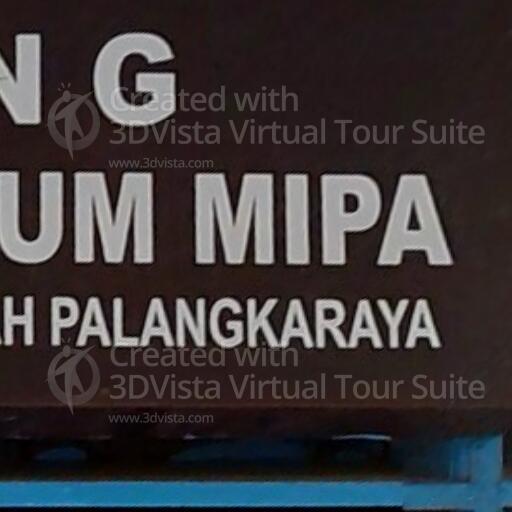 N G
UM MIPA
AH PALANGKARAYA
Created with
3DVista Virtual Tour Suite
www.3dvista.com
Created with
3DVista Virtual Tour Suite
www.3dvista.com